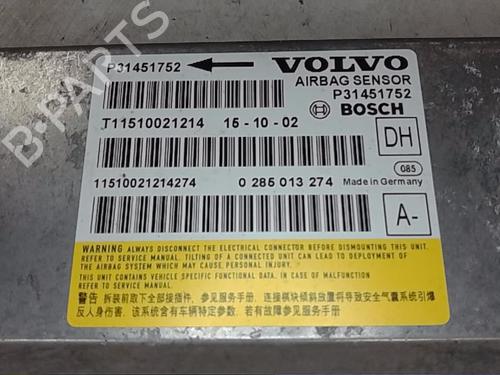 P31451752
VOLVO
AIRBAG SENSOR
P31451752
BOSCH
T11510021214 15-10-02
DH
085
11510021214274 0 285 013 274 Made in Germany
A-
WARNING ALWAYS DISCONNECT THE ELECTRICAL CONNECTOR BEFORE DISMOUNTING THIS UNIT.
REFER TO SERVICE MANUAL. TILTING OF A CONNECTED UNIT CAN LEAD TO DEPLOYMENT OF
THE AIRBAG SYSTEM WHICH MAY CAUSE PERSONAL INJURY.
THIS UNIT CONTAINS VEHICLE SPECIFIC FUNCTIONAL DATA. IN CASE OF MALFUNCTION
REFER TO SERVICE MANUAL.
警告 拆装前取下全部接插件，参见服务手册。连接模块倾斜放置将导致安全气囊系统引爆
反人身伤害。该系统含有车辆特定参数。若有故障参见服务手册。
B-PARTS